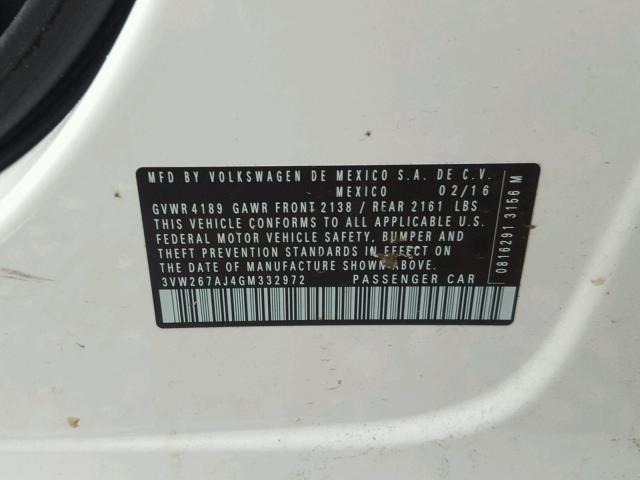 MFD BY VOLKSWAGEN DE MEXICO S.A. DE C.V.
MEXICO 02/16
GVWR 4189 GAWR FRONT 2138 / REAR 2161 LBS
THIS VEHICLE CONFORMS TO ALL APPLICABLE U.S.
FEDERAL MOTOR VEHICLE SAFETY, BUMPER AND
THEFT PREVENTION STANDARDS IN EFFECT ON
THE DATE OF MANUFACTURE SHOWN ABOVE.
3VW267AJ4GM332972 PASSENGER CAR
0816291 3156 M